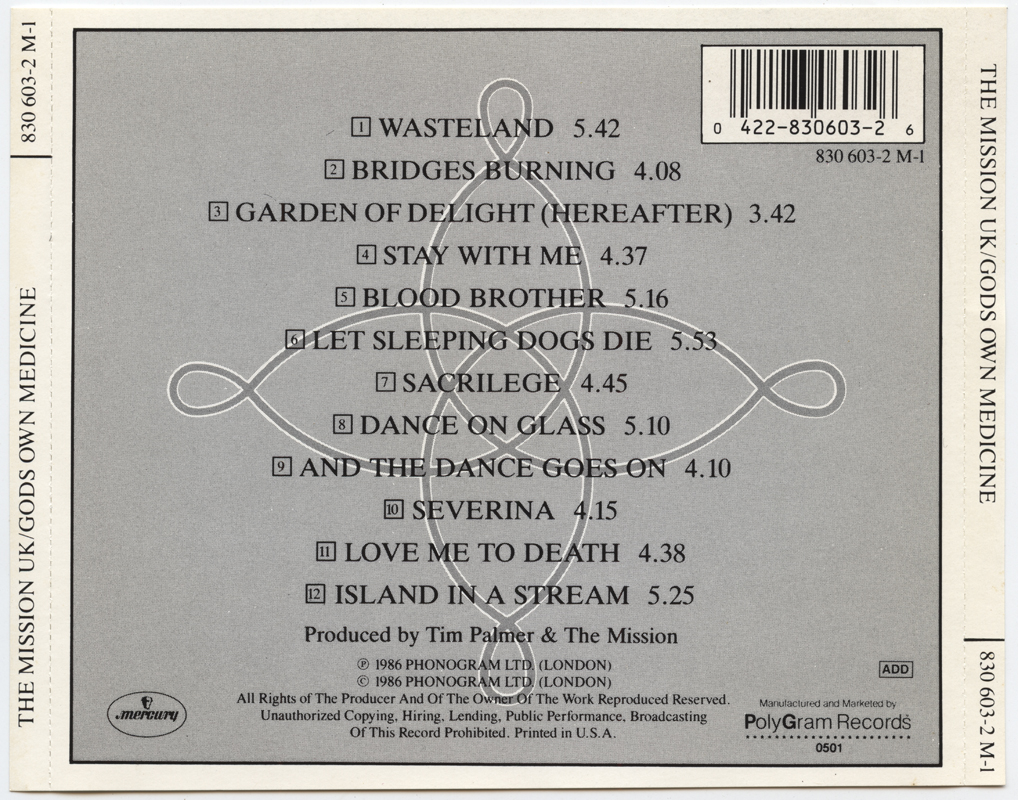 830 603-2 M-1
THE MISSION UK/GODS OWN MEDICINE
1 WASTELAND 5.42
2 BRIDGES BURNING 4.08
3 GARDEN OF DELIGHT (HEREAFTER) 3.42
4 STAY WITH ME 4.37
5 BLOOD BROTHER 5.16
6 LET SLEEPING DOGS DIE 5.53
7 SACRILEGE 4.45
8 DANCE ON GLASS 5.10
9 AND THE DANCE GOES ON 4.10
10 SEVERINA 4.15
11 LOVE ME TO DEATH 4.38
12 ISLAND IN A STREAM 5.25
Produced by Tim Palmer & The Mission
℗ 1986 PHONOGRAM LTD. (LONDON)
© 1986 PHONOGRAM LTD. (LONDON)
All Rights of The Producer And Of The Owner Of The Work Reproduced Reserved.
Unauthorized Copying, Hiring, Lending, Public Performance, Broadcasting
Of This Record Prohibited. Printed in U.S.A.
mercury
0 422-830603-2 6
830 603-2 M-1
ADD
Manufactured and Marketed by
PolyGram Records
0501
THE MISSION UK/GODS OWN MEDICINE
830 603-2 M-1